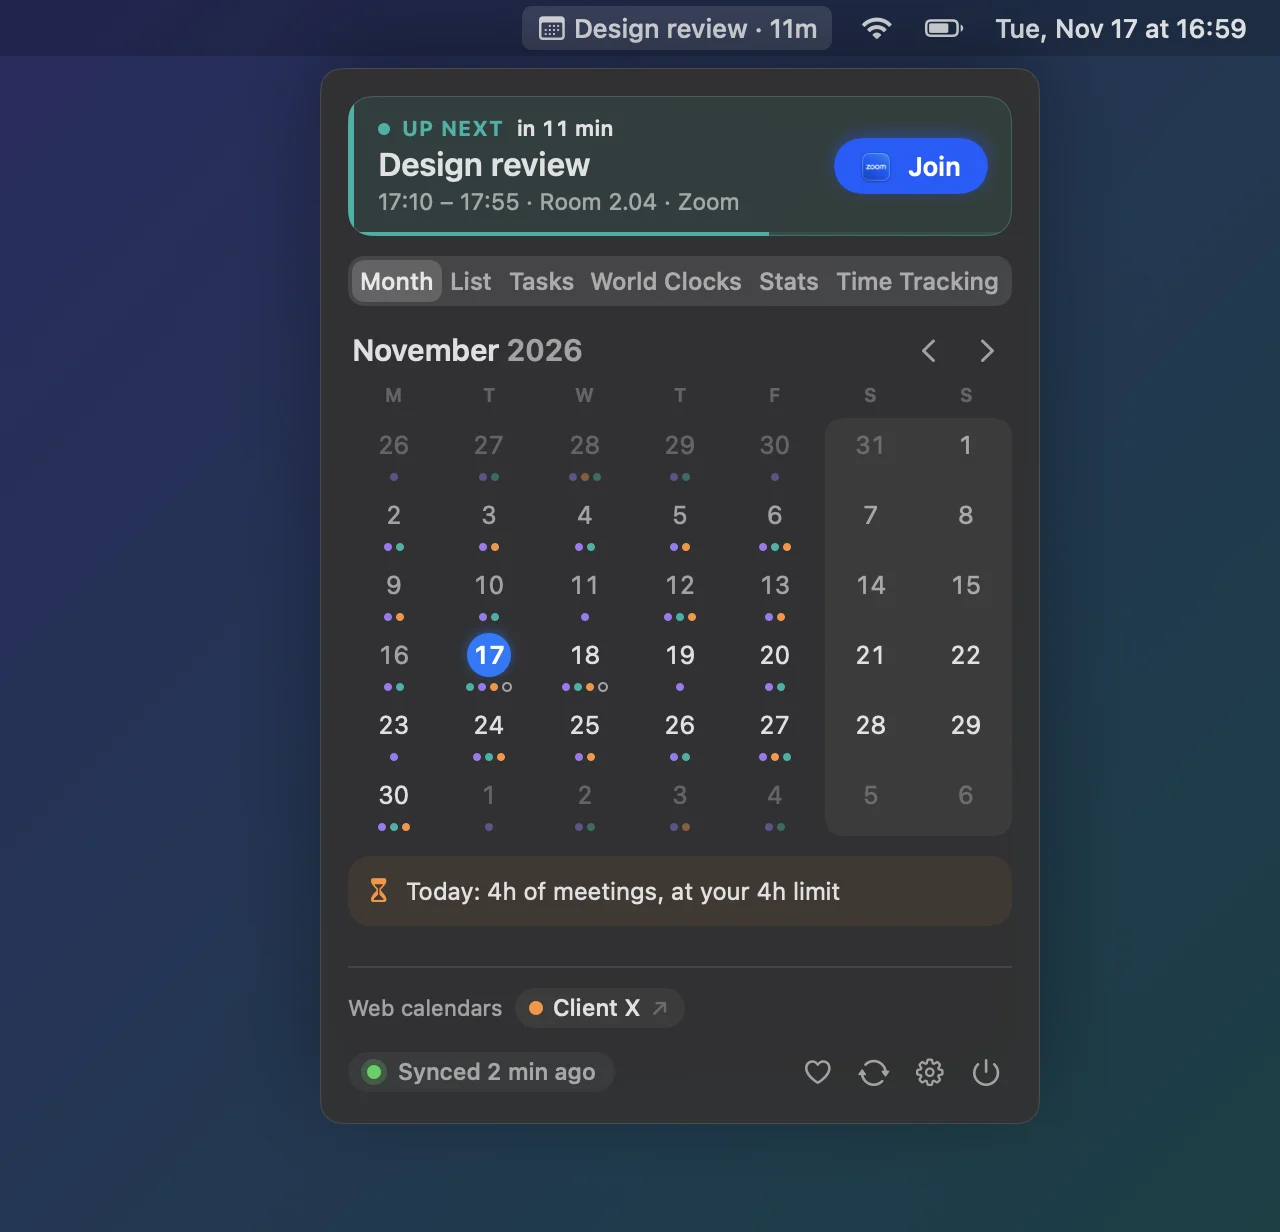 Design review · 11m
Tue, Nov 17 at 16:59
UP NEXT in 11 min
Design review
17:10 – 17:55 · Room 2.04 · Zoom
zoom Join
Month List Tasks World Clocks Stats Time Tracking
November 2026
M T W T F S S
26 27 28 29 30 31 1
2 3 4 5 6 7 8
9 10 11 12 13 14 15
16 17 18 19 20 21 22
23 24 25 26 27 28 29
30 1 2 3 4 5 6
Today: 4h of meetings, at your 4h limit
Web calendars Client X
Synced 2 min ago